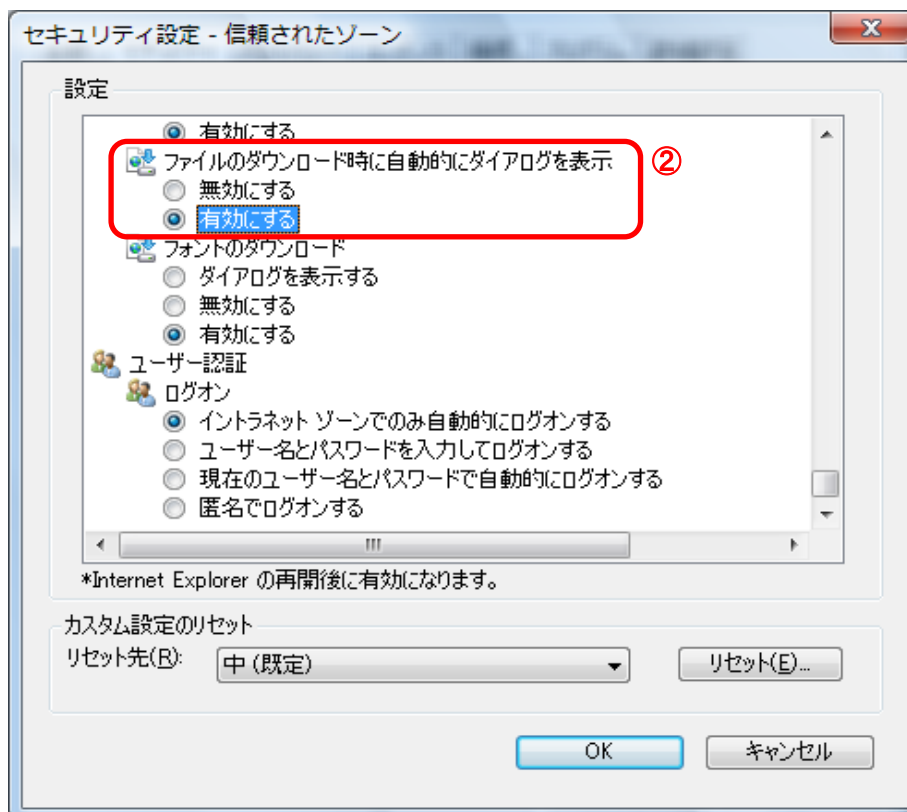 セキュリティ設定 - 信頼されたゾーン
設定
有効にする
ファイルのダウンロード時に自動的にダイアログを表示
②
無効にする
有効にする
フォントのダウンロード
ダイアログを表示する
無効にする
有効にする
ユーザー認証
ログオン
イントラネット ゾーンでのみ自動的にログオンする
ユーザー名とパスワードを入力してログオンする
現在のユーザー名とパスワードで自動的にログオンする
匿名でログオンする
*Internet Explorer の再開後に有効になります。
カスタム設定のリセット
リセット先(R):
中 (既定)
リセット(E)...
OK
キャンセル